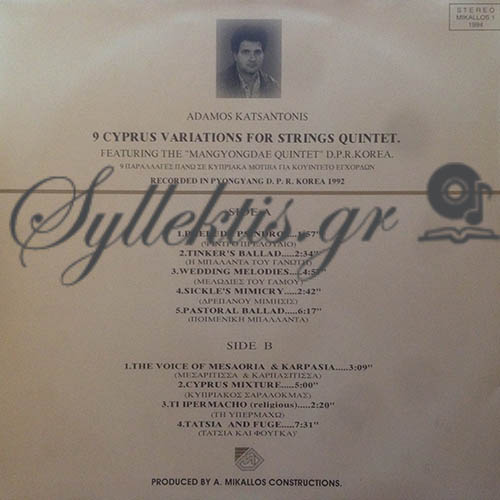 STEREO
MIKALLOS 1
1994
ADAMOS KATSANTONIS
9 CYPRUS VARIATIONS FOR STRINGS QUINTET.
FEATURING THE "MANGYONGDAE QUINTET" D.P.R.KOREA.
9 ΠΑΡΑΛΛΑΓΕΣ ΠΑΝΩ ΣΕ ΚΥΠΡΙΑΚΑ ΜΟΤΙΒΑ ΓΙΑ ΚΟΥΙΝΤΕΤΟ ΕΓΧΟΡΔΩΝ
RECORDED IN PYONGYANG D. P. R. KOREA 1992
Syllektis.gr
SIDE A
2.TINKER'S BALLAD.....2:34"
(Η ΜΠΑΛΑΝΤΑ ΤΟΥ ΓΑΝΩΤΗ)
3.WEDDING MELODIES.....4:57"
(ΜΕΛΩΔΙΕΣ ΤΟΥ ΓΑΜΟΥ)
4.SICKLE'S MIMICRY.....2:42"
(ΔΡΕΠΑΝΟΥ ΜΙΜΗΣΙΣ)
5.PASTORAL BALLAD.....6:17"
(ΠΟΙΜΕΝΙΚΗ ΜΠΑΛΛΑΝΤΑ)
SIDE B
1.THE VOICE OF MESAORIA & KARPASIA.....3:09"
(ΜΕΣΑΡΙΤΙΣΣΑ & ΚΑΡΠΑΣΙΤΙΣΣΑ)
2.CYPRUS MIXTURE.....5:00"
(ΚΥΠΡΙΑΚΟΣ ΣΑΡΑΛΟΚΜΑΣ)
3.TI IPERMACHO (religious).....2:20"
(ΤΗ ΥΠΕΡΜΑΧΩ)
4.TATSIA AND FUGE.....7:31"
(ΤΑΤΣΙΑ ΚΑΙ ΦΟΥΓΚΑ)
PRODUCED BY A. MIKALLOS CONSTRUCTIONS.